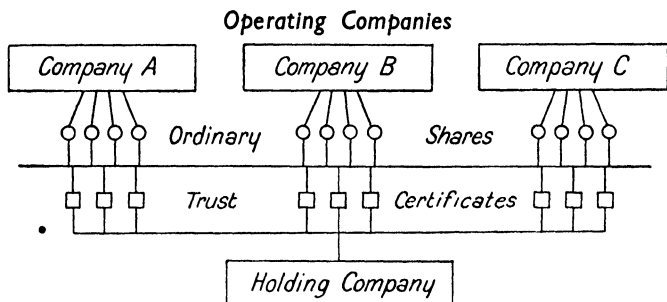 Operating Companies
Company A Company B Company C
Ordinary Shares
Trust Certificates
Holding Company